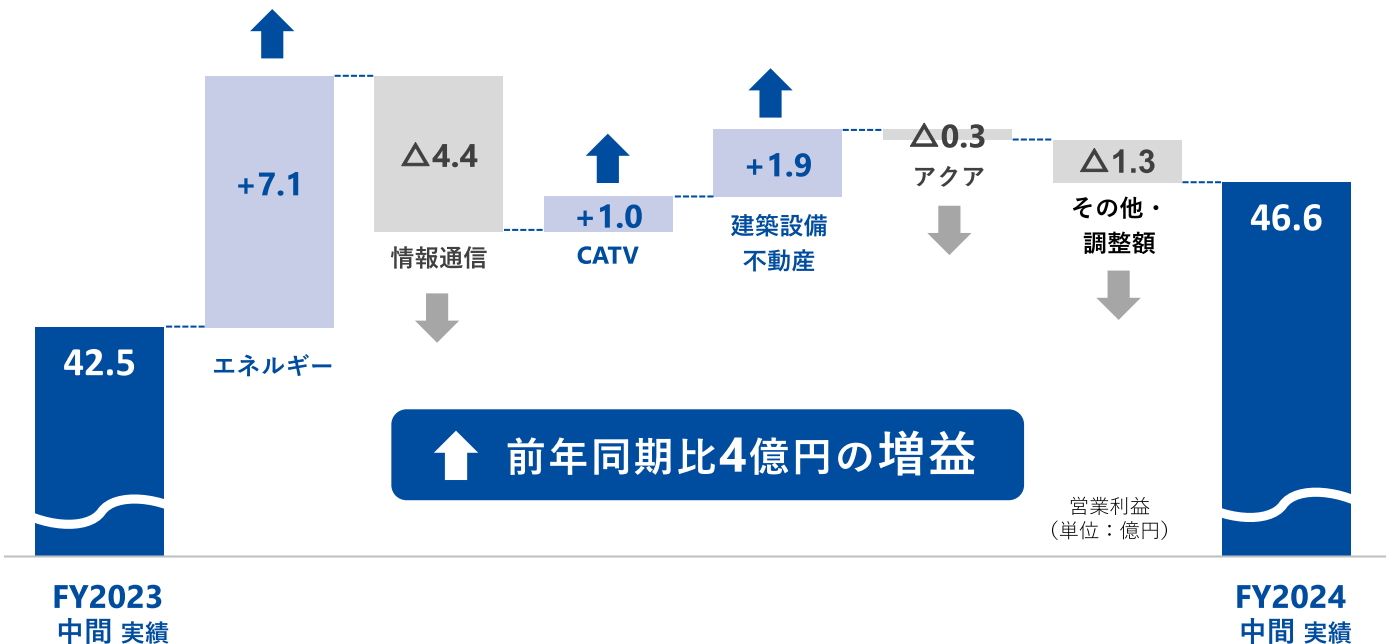 42.5
+7.1
エネルギー
△4.4
情報通信
+1.0
CATV
+1.9
建築設備
不動産
△0.3
アクア
△1.3
その他・
調整額
46.6
前年同期比4億円の増益
営業利益
（単位：億円）
FY2023
中間 実績
FY2024
中間 実績